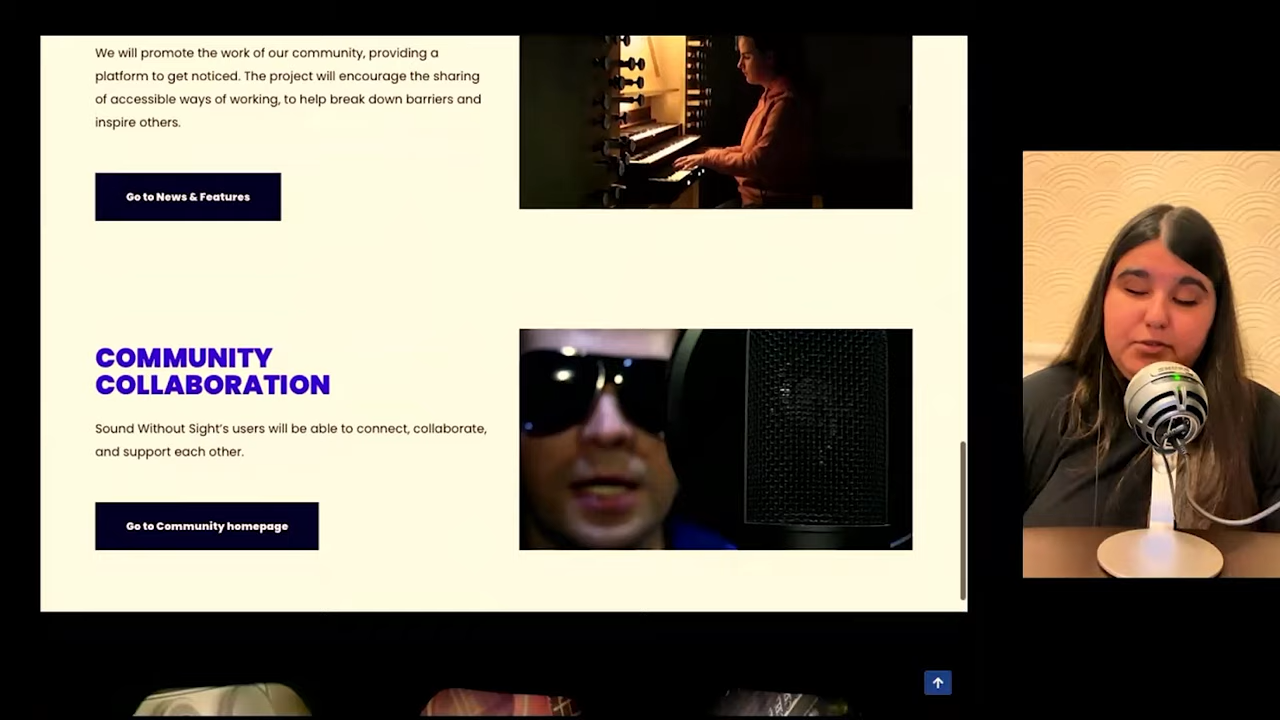 We will promote the work of our community, providing a
platform to get noticed. The project will encourage the sharing
of accessible ways of working, to help break down barriers and
inspire others.
Go to News & Features
COMMUNITY
COLLABORATION
Sound Without Sight's users will be able to connect, collaborate,
and support each other.
Go to Community homepage